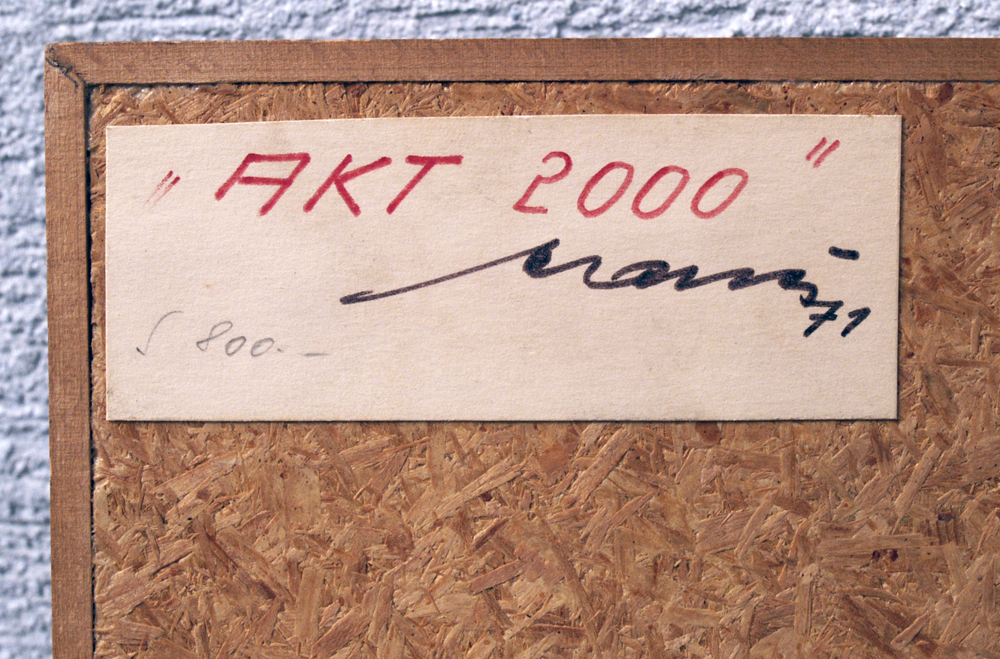 „ AKT 2000 "
71
S 800.–